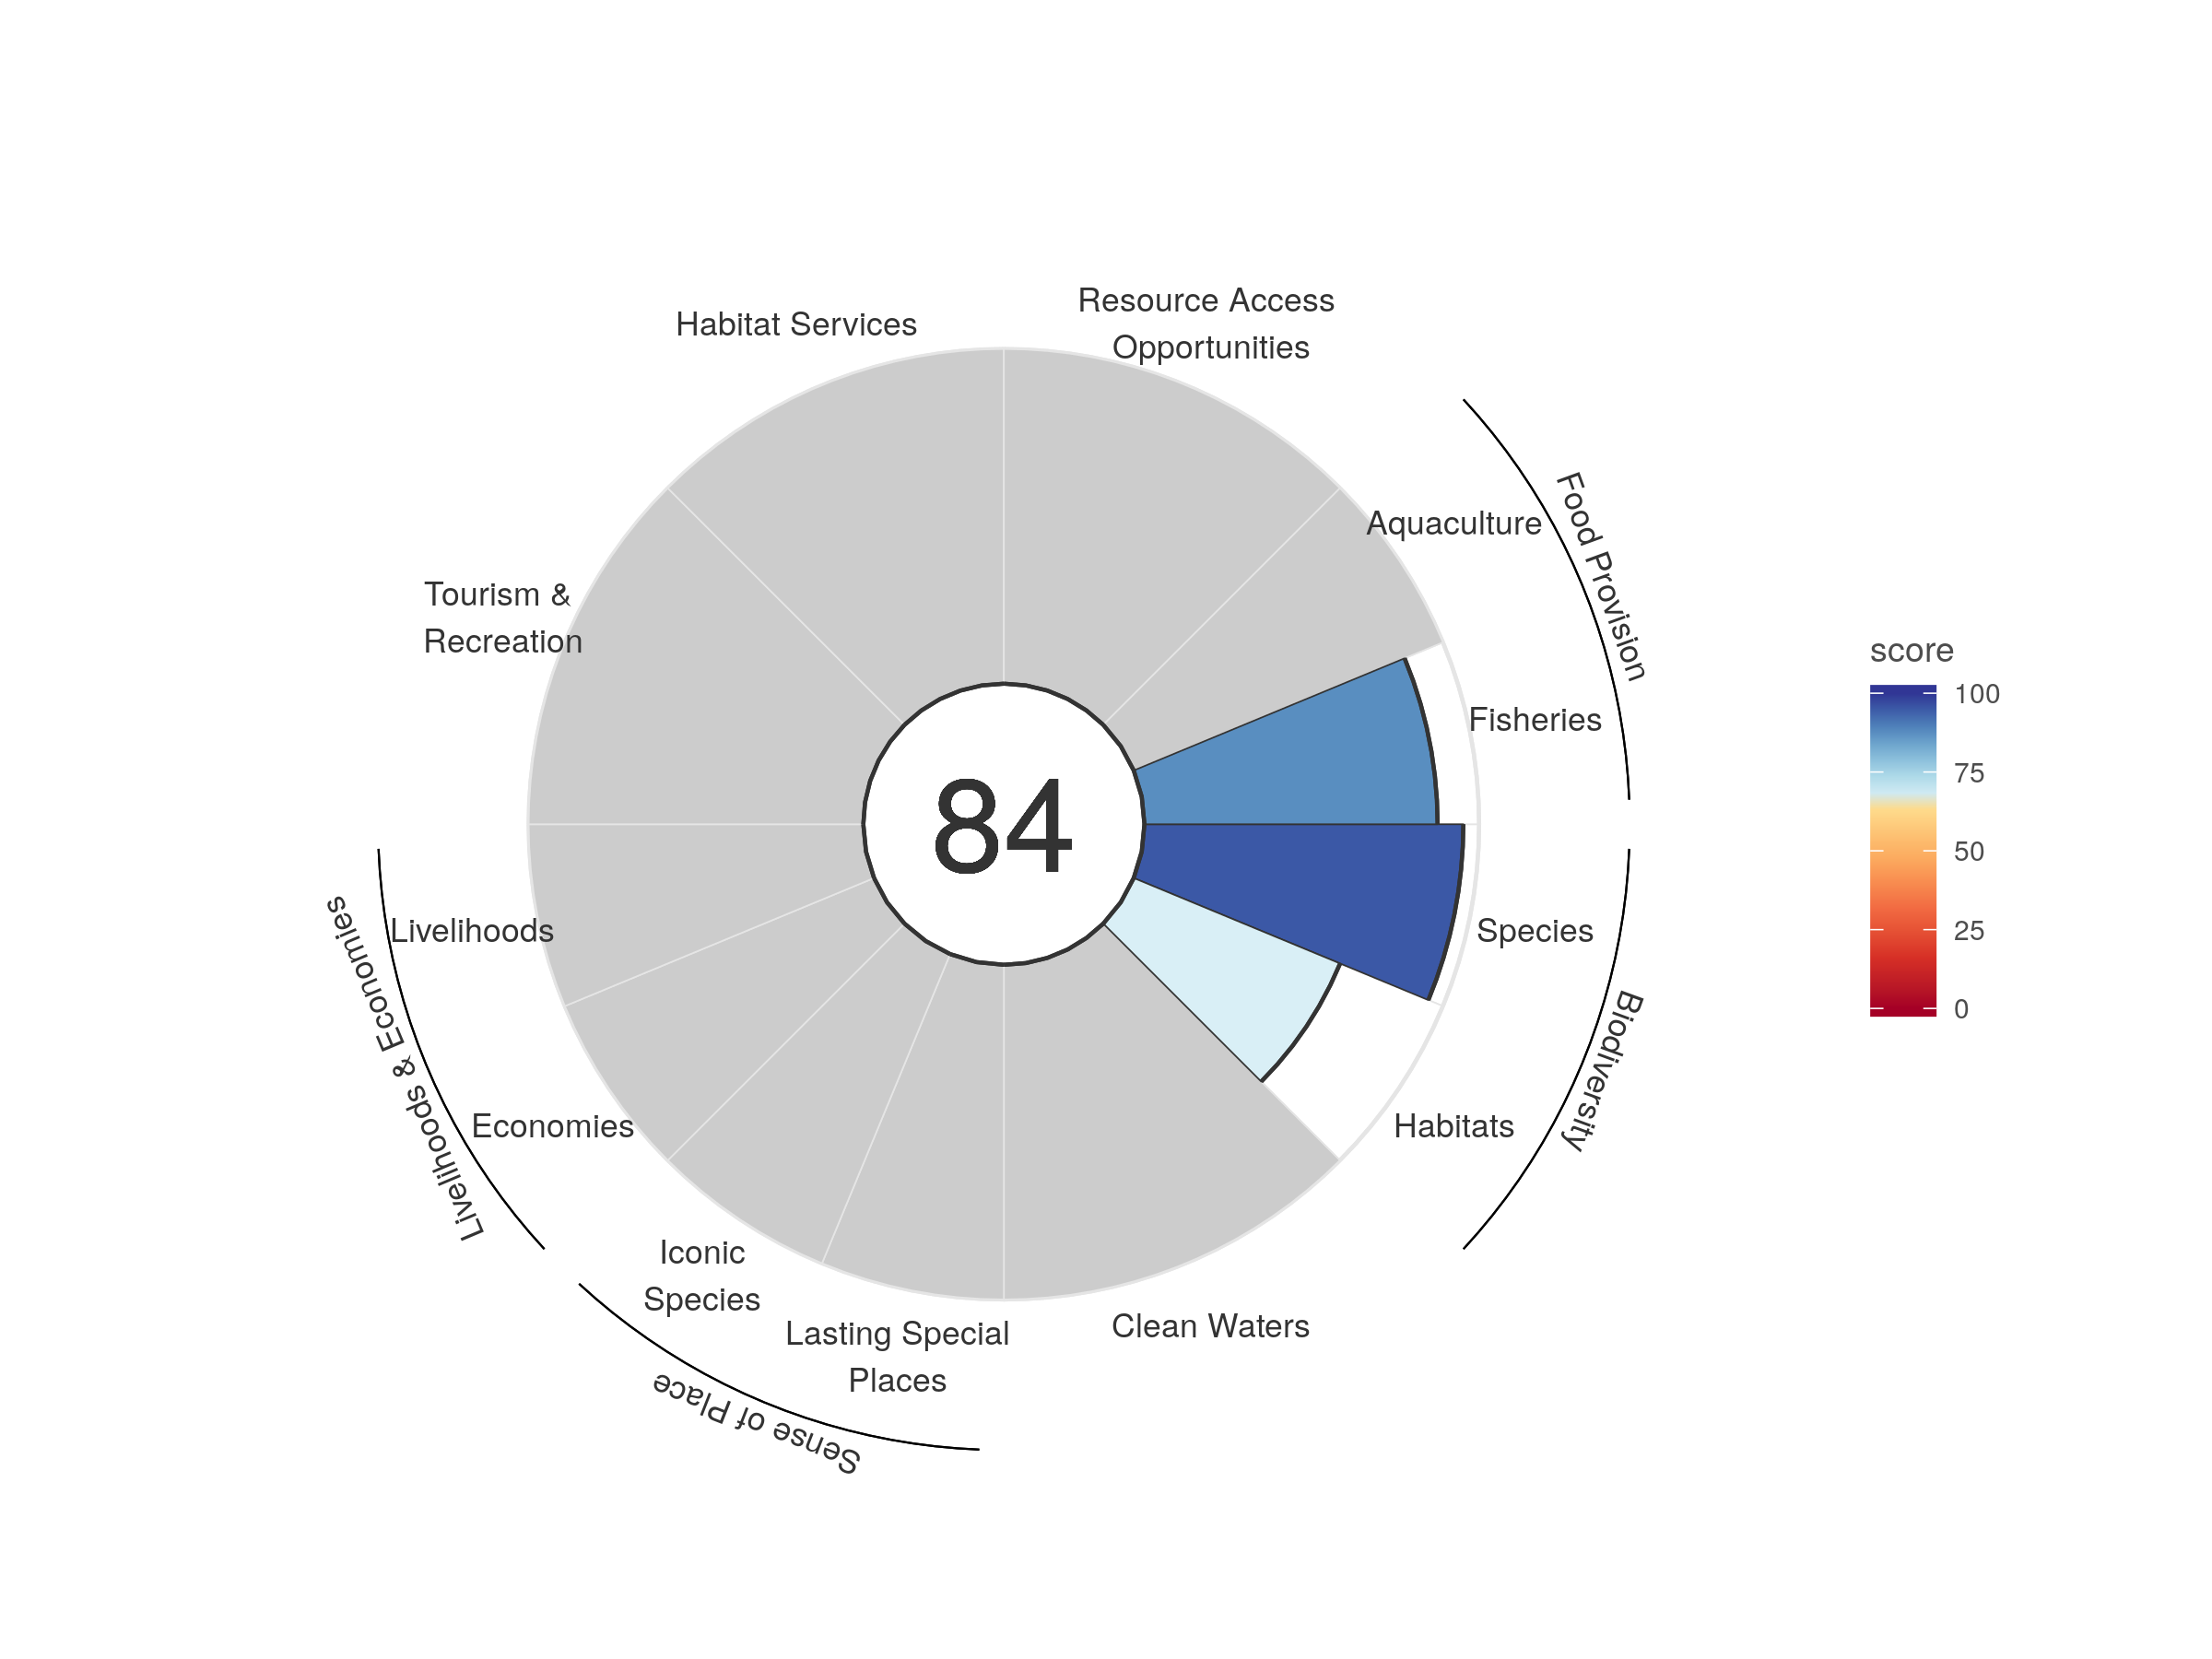 Resource Access
Opportunities
Habitat Services
Aquaculture
Food Provision
Tourism &
Recreation
Fisheries
score
100
75
50
25
0
84
Livelihoods
Species
Livelihoods & Economies
Biodiversity
Economies
Habitats
Iconic
Species
Lasting Special
Places
Clean Waters
Sense of Place